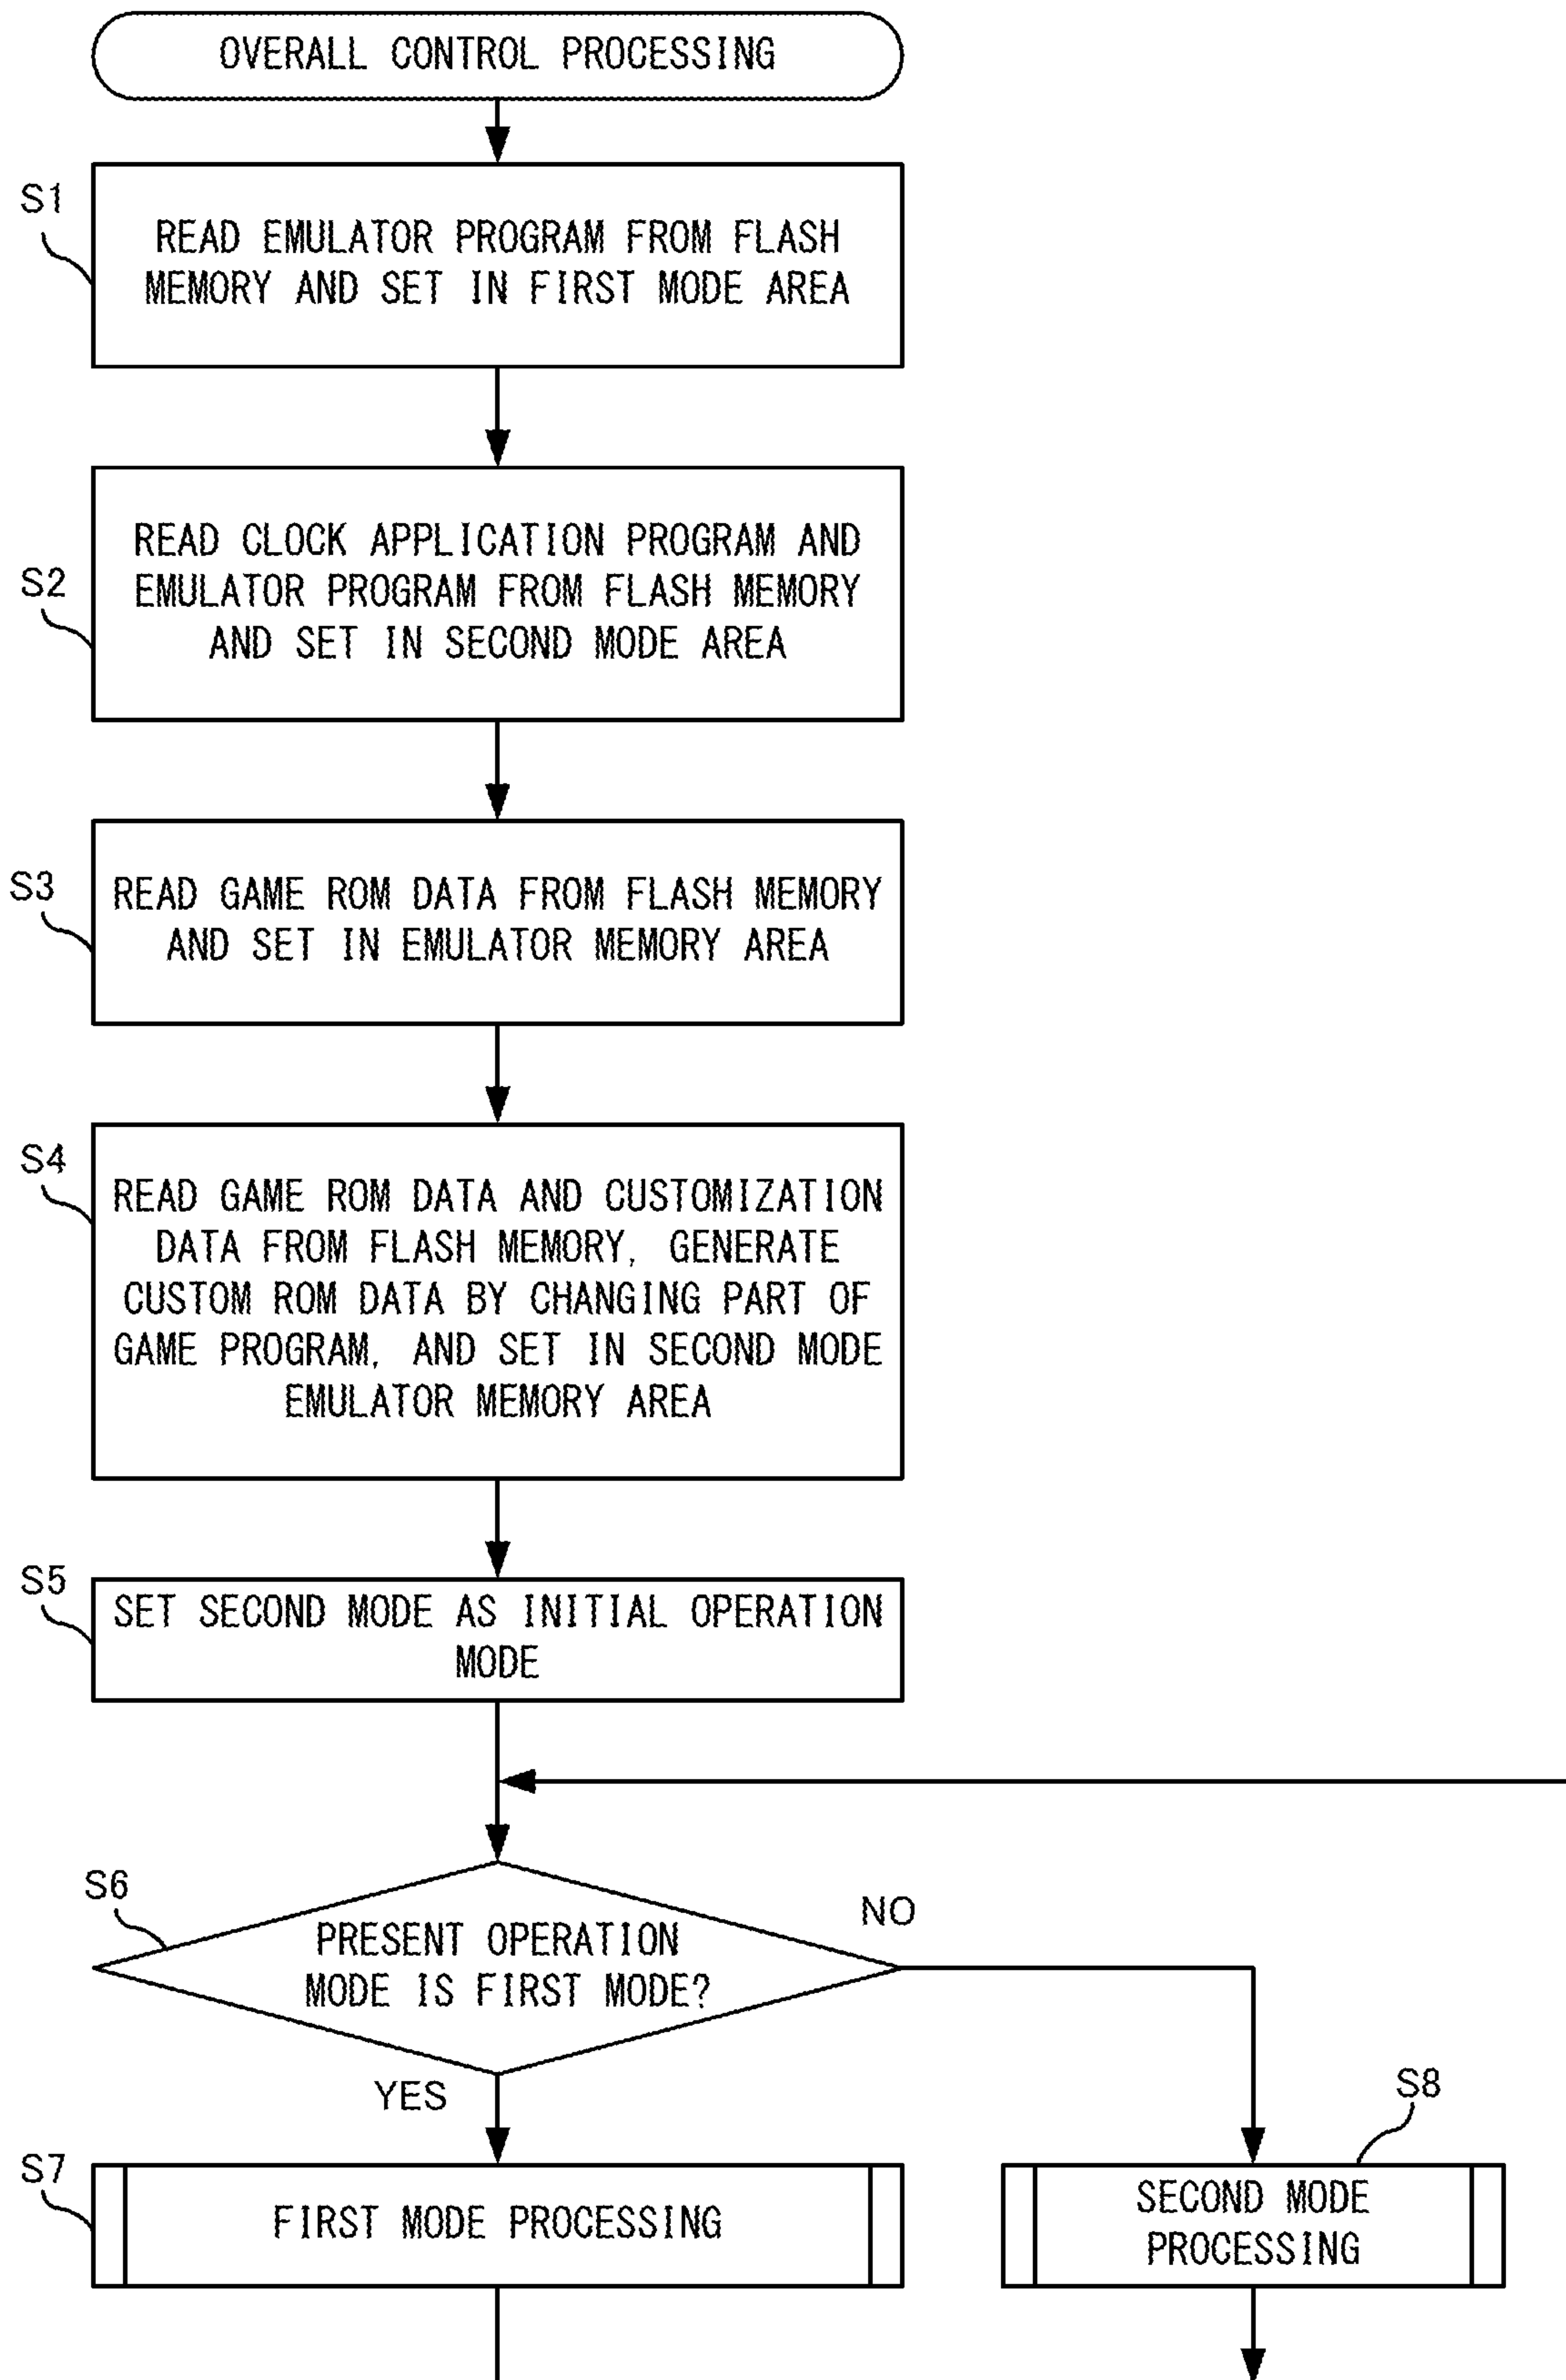 OVERALL CONTROL PROCESSING
S1
READ EMULATOR PROGRAM FROM FLASH
MEMORY AND SET IN FIRST MODE AREA
S2
READ CLOCK APPLICATION PROGRAM AND
EMULATOR PROGRAM FROM FLASH MEMORY
AND SET IN SECOND MODE AREA
S3
READ GAME ROM DATA FROM FLASH MEMORY
AND SET IN EMULATOR MEMORY AREA
S4
READ GAME ROM DATA AND CUSTOMIZATION
DATA FROM FLASH MEMORY, GENERATE
CUSTOM ROM DATA BY CHANGING PART OF
GAME PROGRAM, AND SET IN SECOND MODE
EMULATOR MEMORY AREA
S5
SET SECOND MODE AS INITIAL OPERATION
MODE
S6
PRESENT OPERATION
MODE IS FIRST MODE?
NO
YES
S7
FIRST MODE PROCESSING
S8
SECOND MODE
PROCESSING